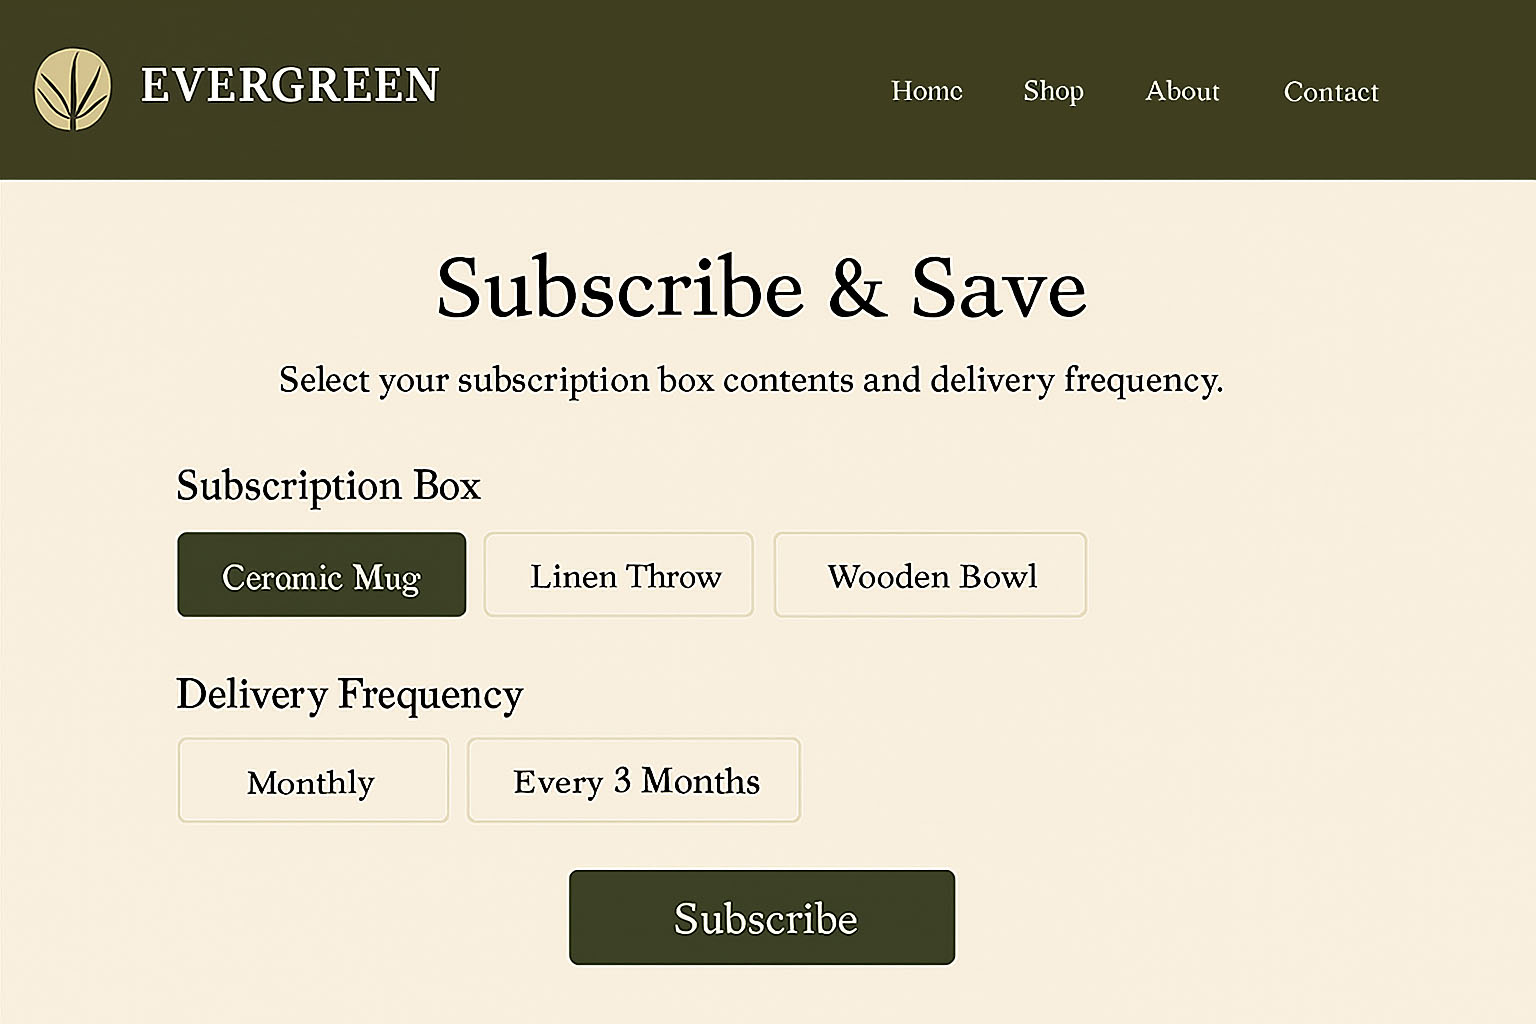 EVERGREEN
Home Shop About Contact
Subscribe & Save
Select your subscription box contents and delivery frequency.
Subscription Box
Ceramic Mug Linen Throw Wooden Bowl
Delivery Frequency
Monthly Every 3 Months
Subscribe